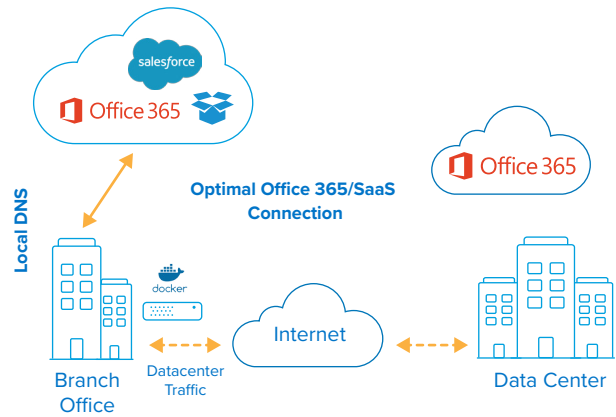 salesforce
Office 365
Office 365
Optimal Office 365/SaaS
Connection
Local DNS
docker
Internet
Datacenter
Traffic
Branch
Office
Data Center